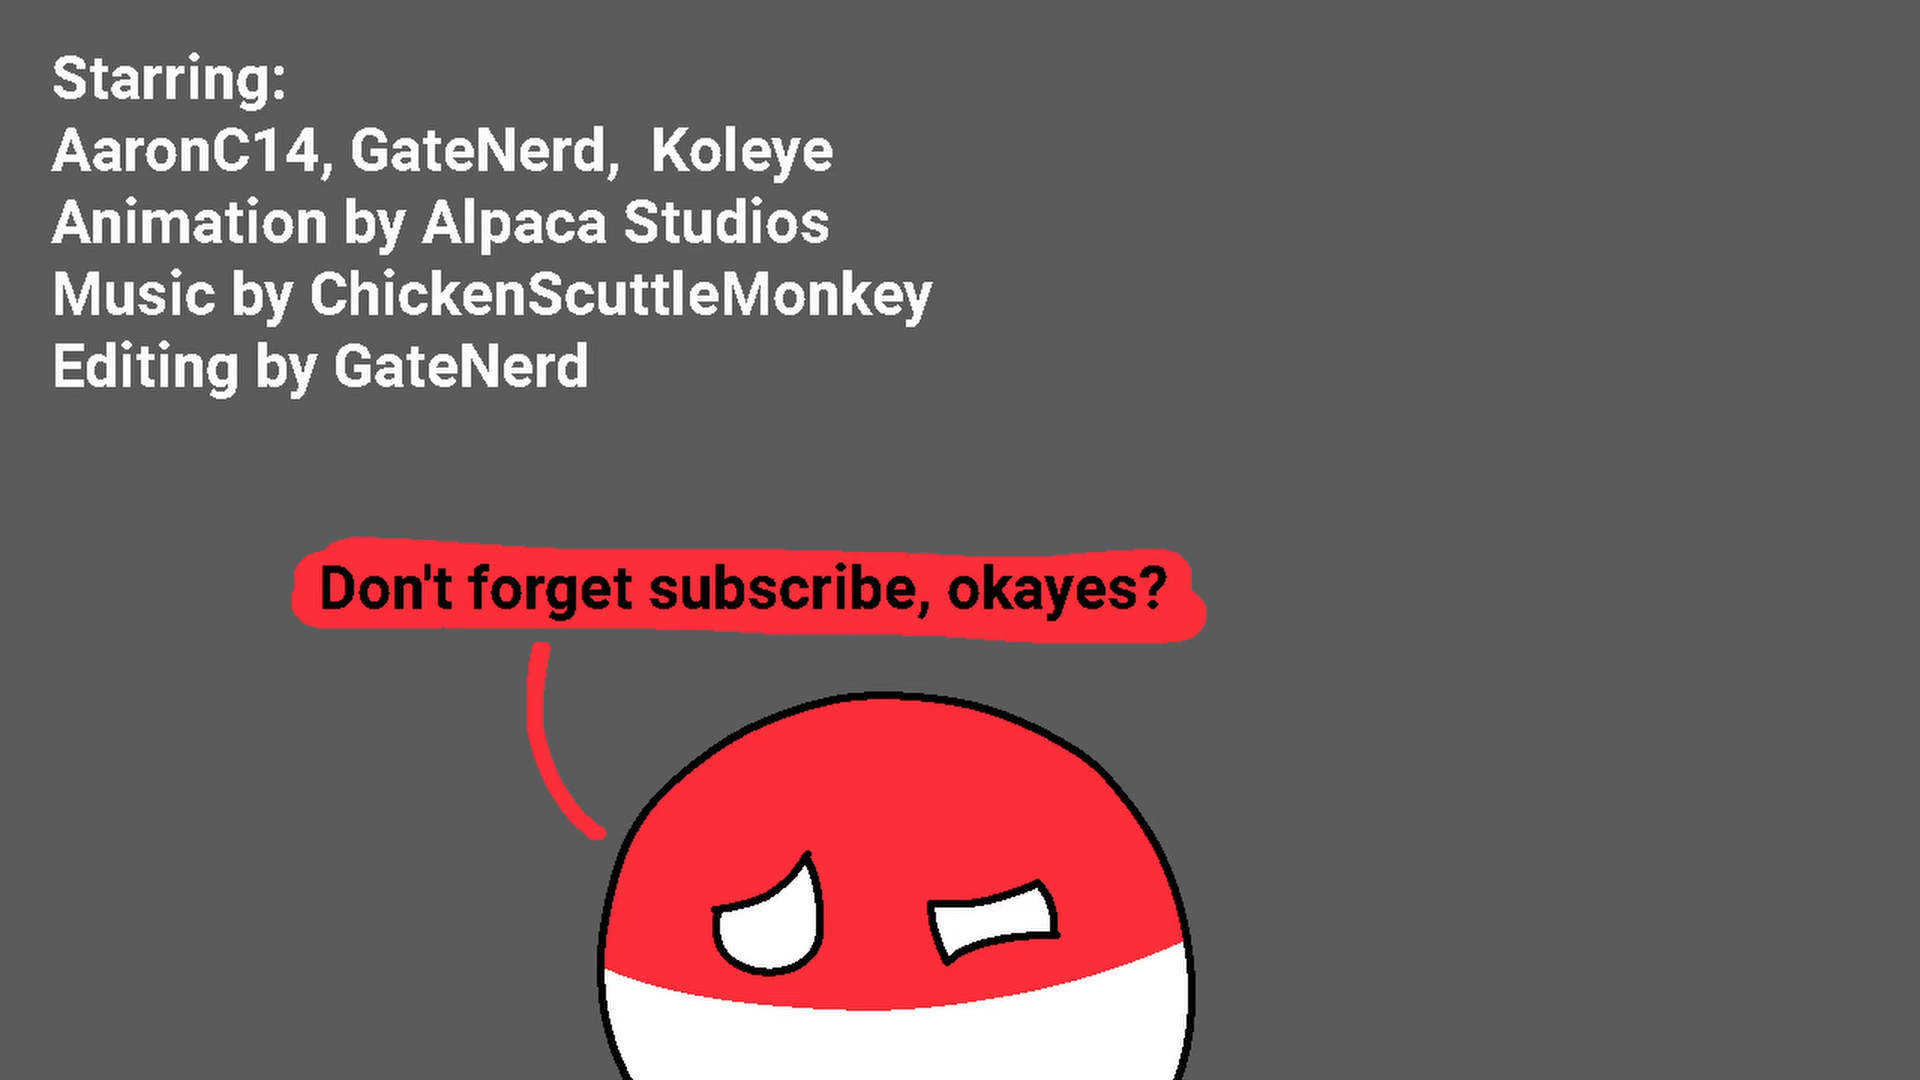 Starring:
AaronC14, GateNerd,  Koleye
Animation by Alpaca Studios
Music by ChickenScuttleMonkey
Editing by GateNerd
Don't forget subscribe, okayes?